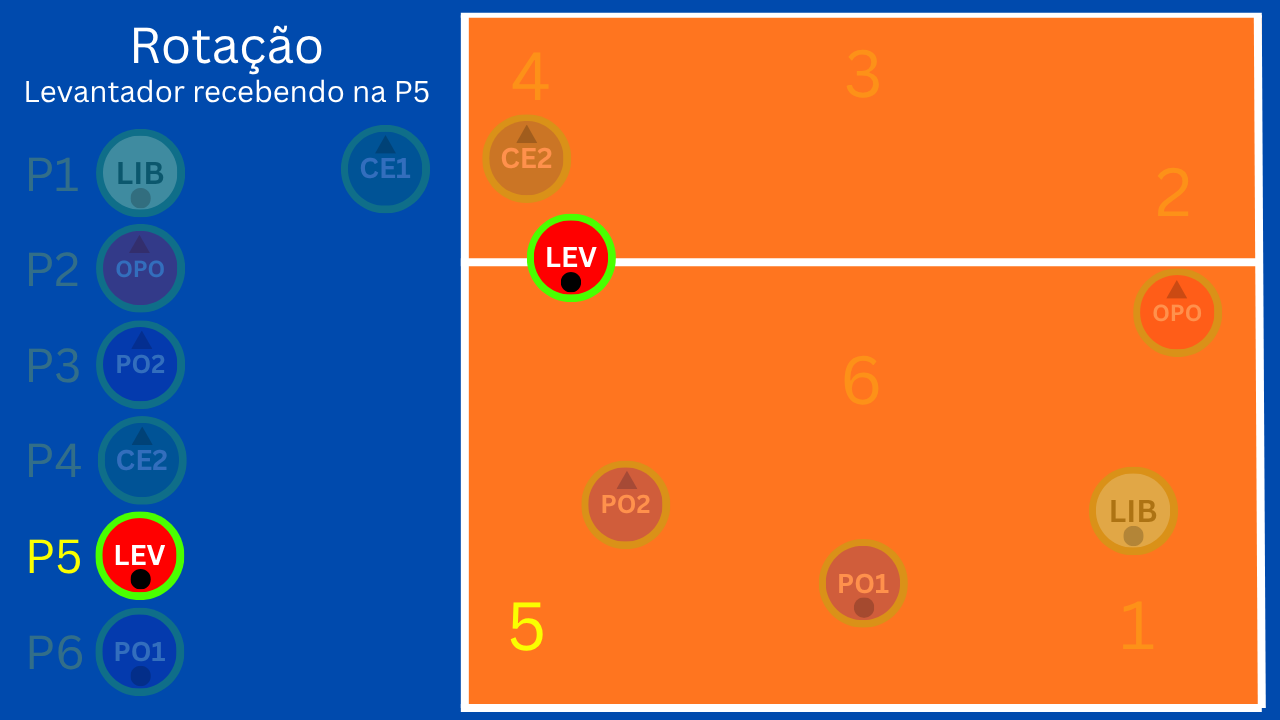 Rotação
Levantador recebendo na P5
P1 LIB CE1
P2 OPO
P3 PO2
P4 CE2
P5 LEV
P6 PO1
4 3
CE2
2
LEV
OPO
6
PO2 LIB
PO1
5 1